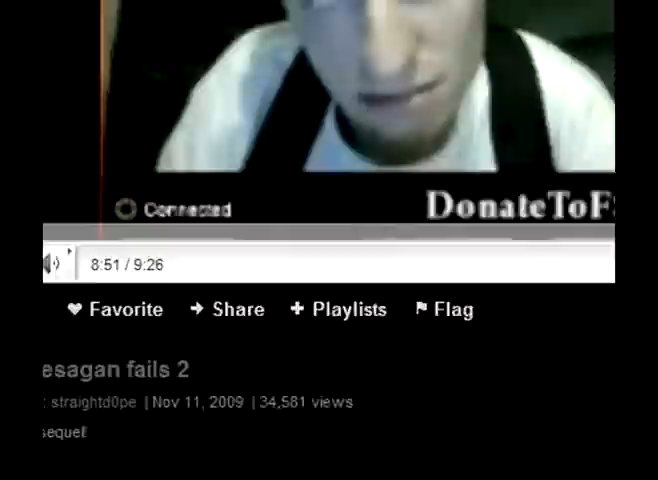 Connected
DonateToF
8:51 / 9:26
Favorite Share Playlists Flag
esagan fails 2
: straightd0pe | Nov 11, 2009 | 34,581 views
sequel!